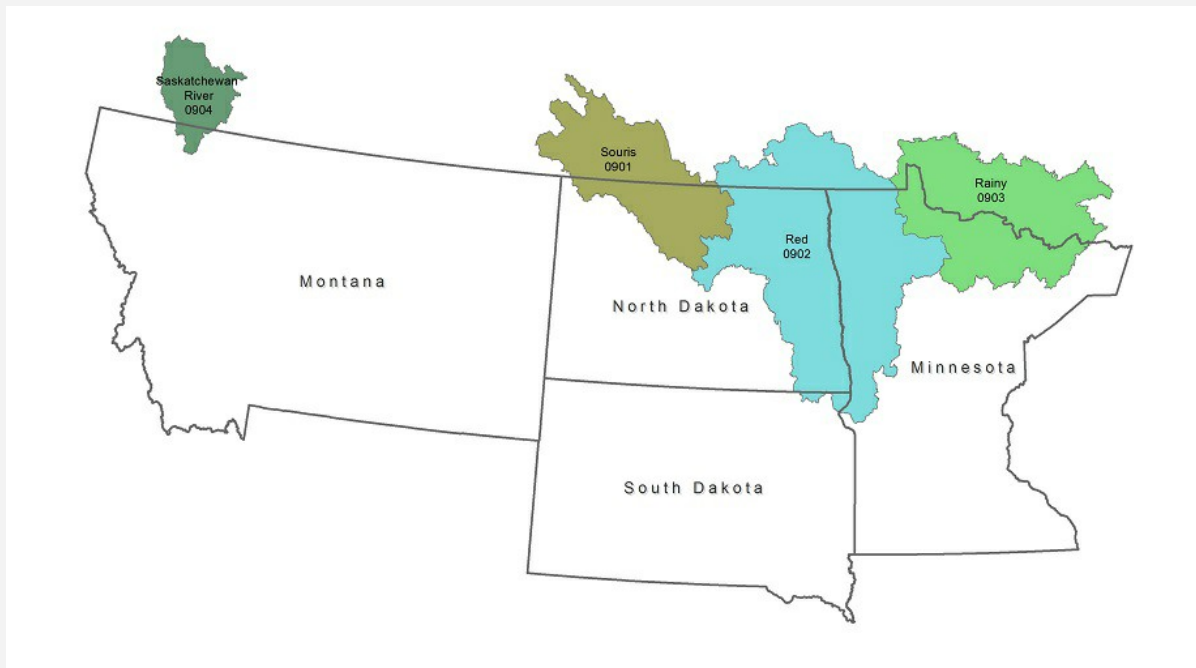 Saskatchewan
River
0904
Souris
0901
Rainy
0903
Red
0902
Montana
North Dakota
Minnesota
South Dakota